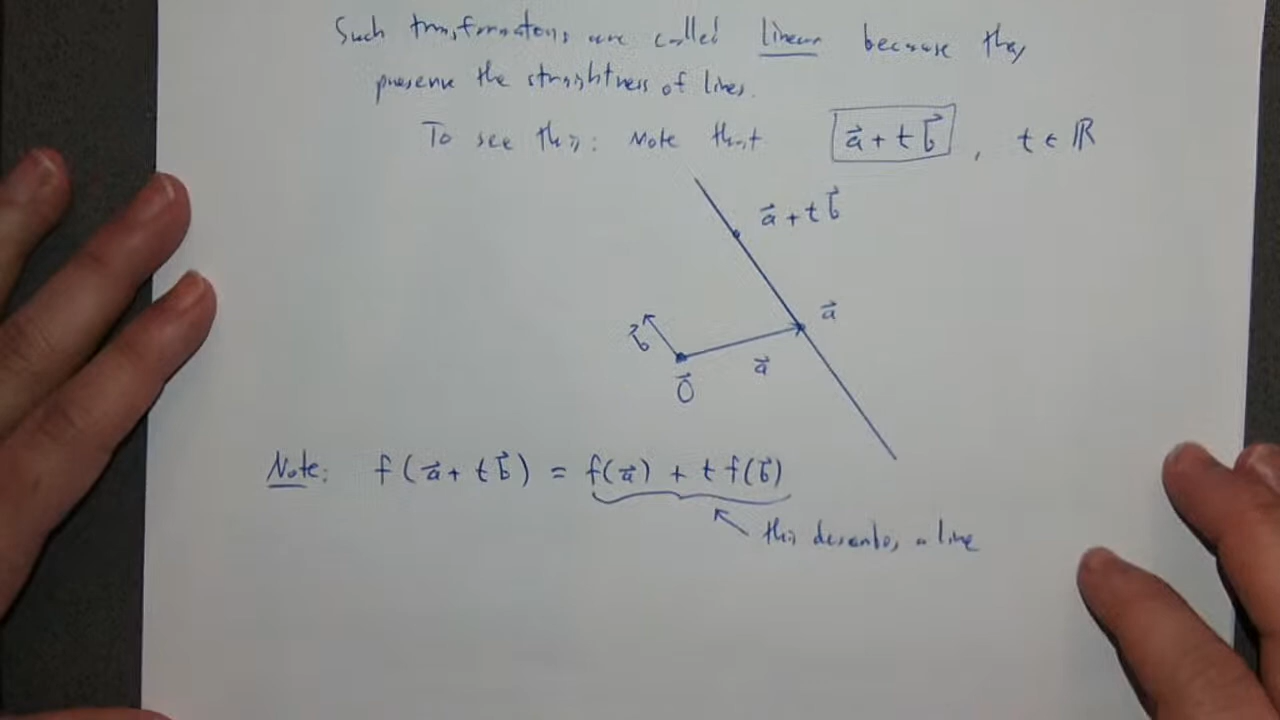 Such transformations are called linear because they
preserve the straightness of lines.
To see this: Note that a⃗ + t b⃗ , t ∈ ℝ
a⃗ + t b⃗
a⃗
b⃗
a⃗
0⃗
Note: f(a⃗ + t b⃗) = f(a⃗) + t f(b⃗)
this describes a line